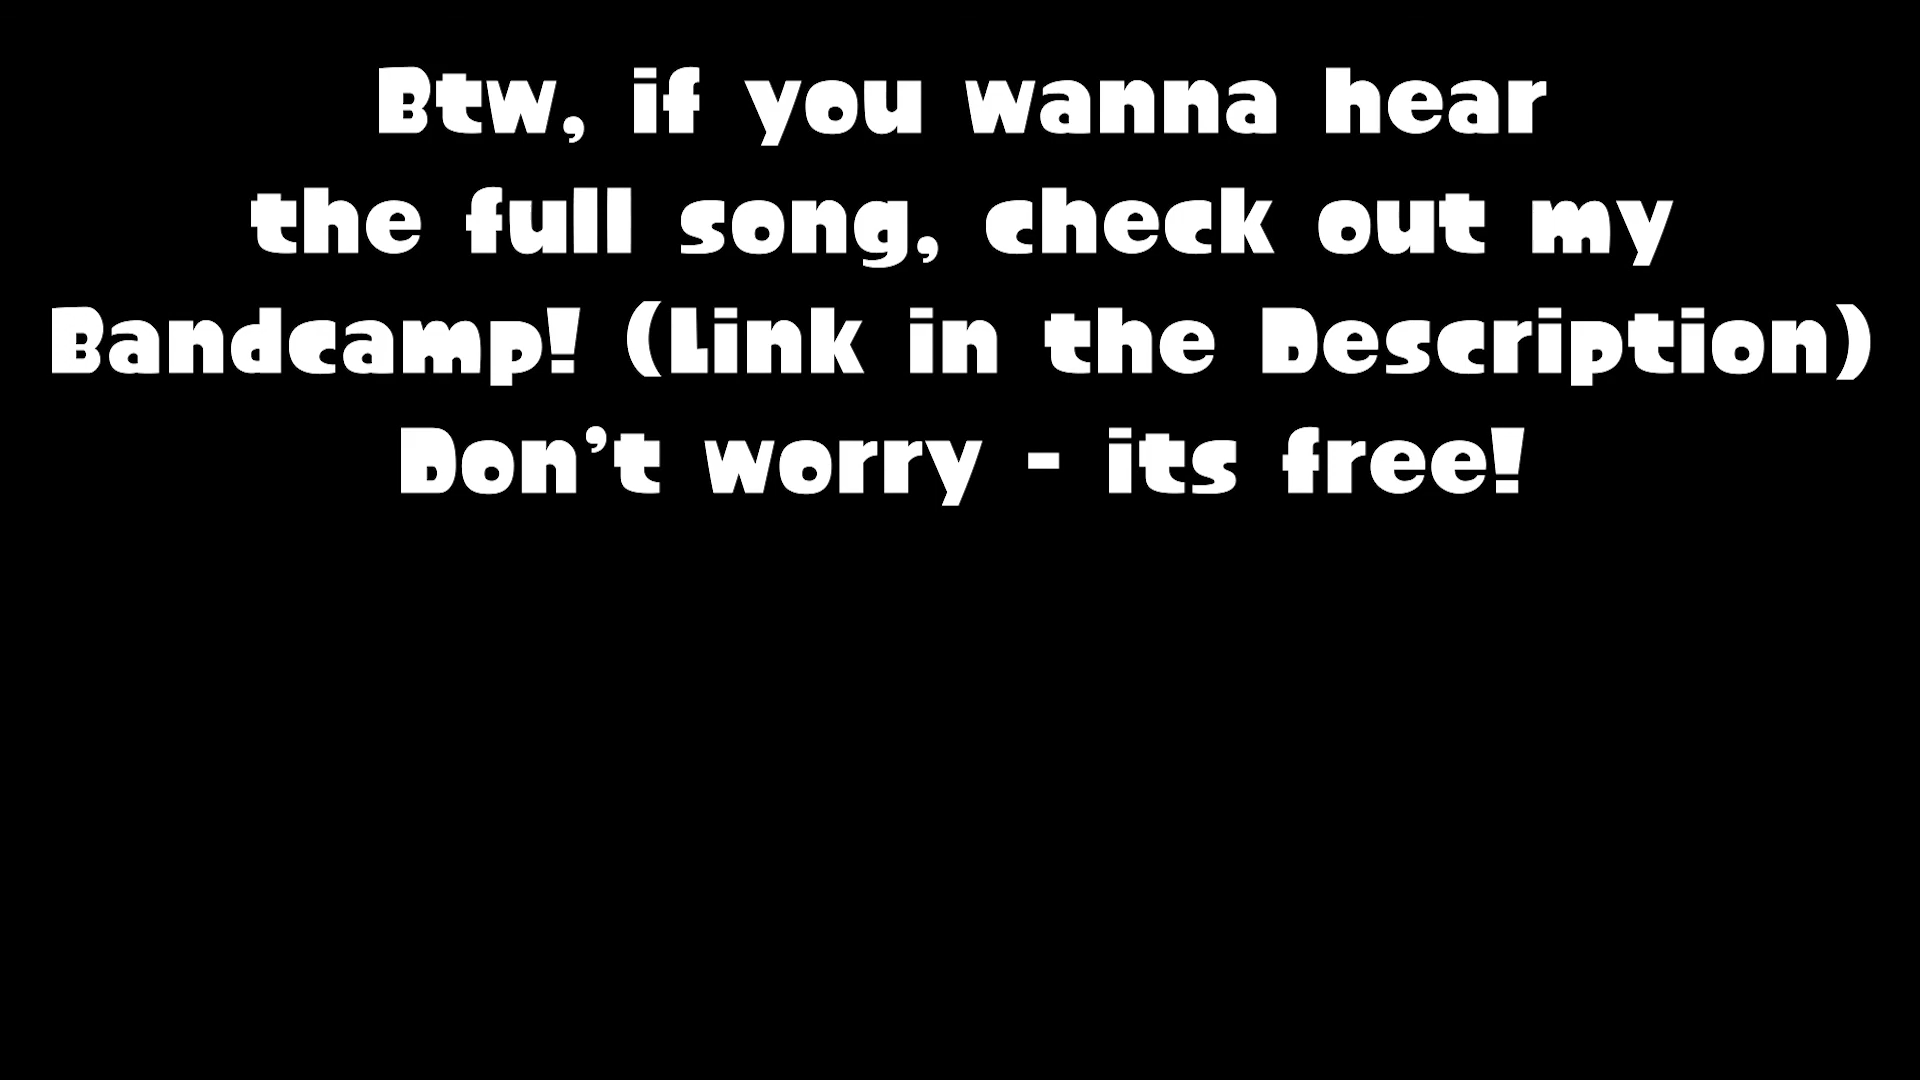 Btw, if you wanna hear
the full song, check out my
Bandcamp! (Link in the Description)
Don't worry - its free!